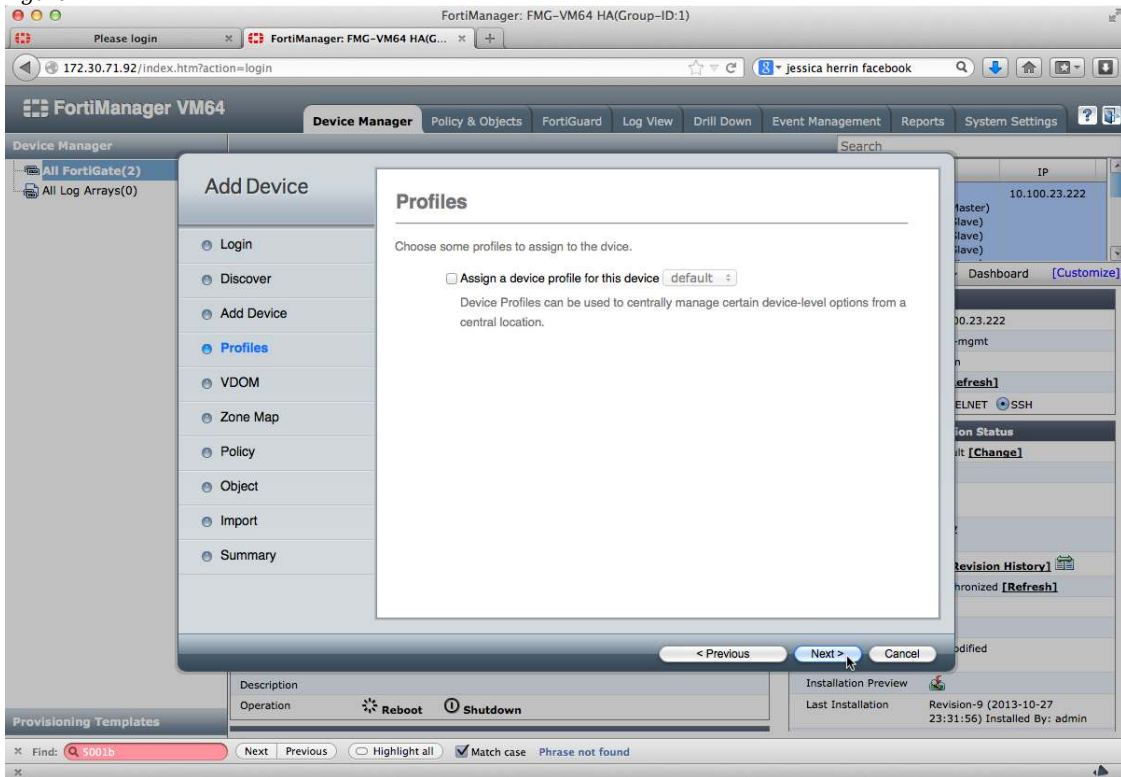 FortiManager: FMG-VM64 HA(Group-ID:1)
Please login
FortiManager: FMG-VM64 HA(G...
172.30.71.92/index.htm?action=login
jessica herrin facebook
FortiManager VM64
Device Manager Policy & Objects FortiGuard Log View Drill Down Event Management Reports System Settings
Device Manager
Search
All FortiGate(2)
All Log Arrays(0)
IP
10.100.23.222
Master)
Slave)
Slave)
Slave)
Dashboard [Customize]
Add Device
Login
Discover
Add Device
Profiles
VDOM
Zone Map
Policy
Object
Import
Summary
Profiles
Choose some profiles to assign to the dvice.
Assign a device profile for this device default
Device Profiles can be used to centrally manage certain device-level options from a
central location.
< Previous Next > Cancel
00.23.222
-mgmt
n
efresh]
ELNET SSH
ion Status
ult [Change]
Revision History]
hronized [Refresh]
odified
Description
Operation Reboot Shutdown
Installation Preview
Last Installation Revision-9 (2013-10-27
23:31:56) Installed By: admin
Provisioning Templates
Find: 5001b Next Previous Highlight all Match case Phrase not found